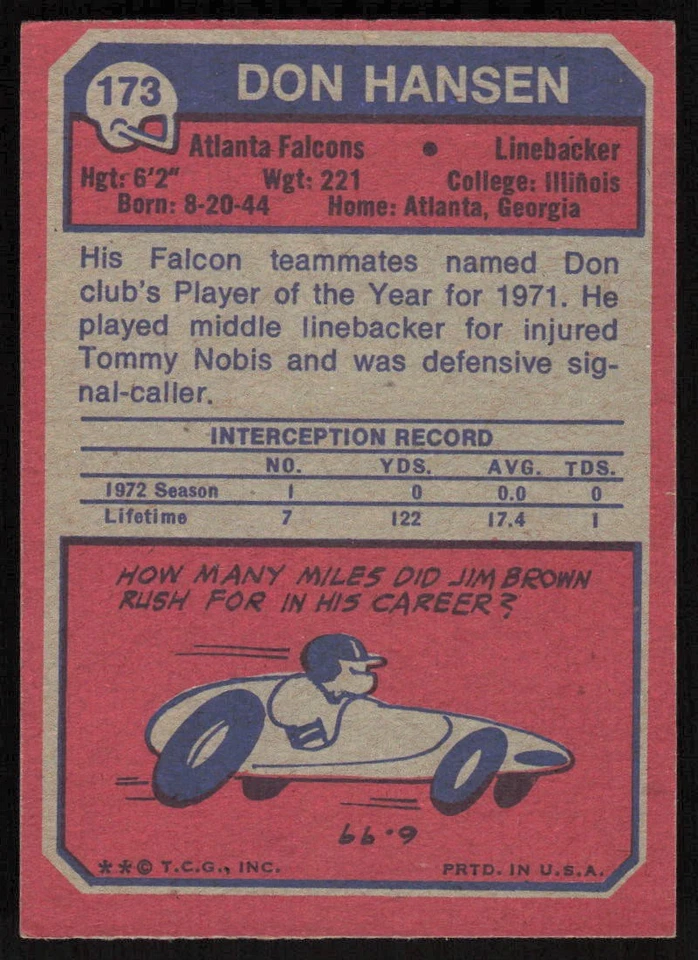 173
DON HANSEN
Atlanta Falcons • Linebacker
Hgt: 6'2" Wgt: 221 College: Illinois
Born: 8-20-44 Home: Atlanta, Georgia
His Falcon teammates named Don
club's Player of the Year for 1971. He
played middle linebacker for injured
Tommy Nobis and was defensive sig-
nal-caller.
INTERCEPTION RECORD
NO. YDS. AVG. TDS.
1972 Season 1 0 0.0 0
Lifetime 7 122 17.4 1
HOW MANY MILES DID JIM BROWN
RUSH FOR IN HIS CAREER?
6.99
**© T.C.G., INC. PRTD. IN U.S.A.